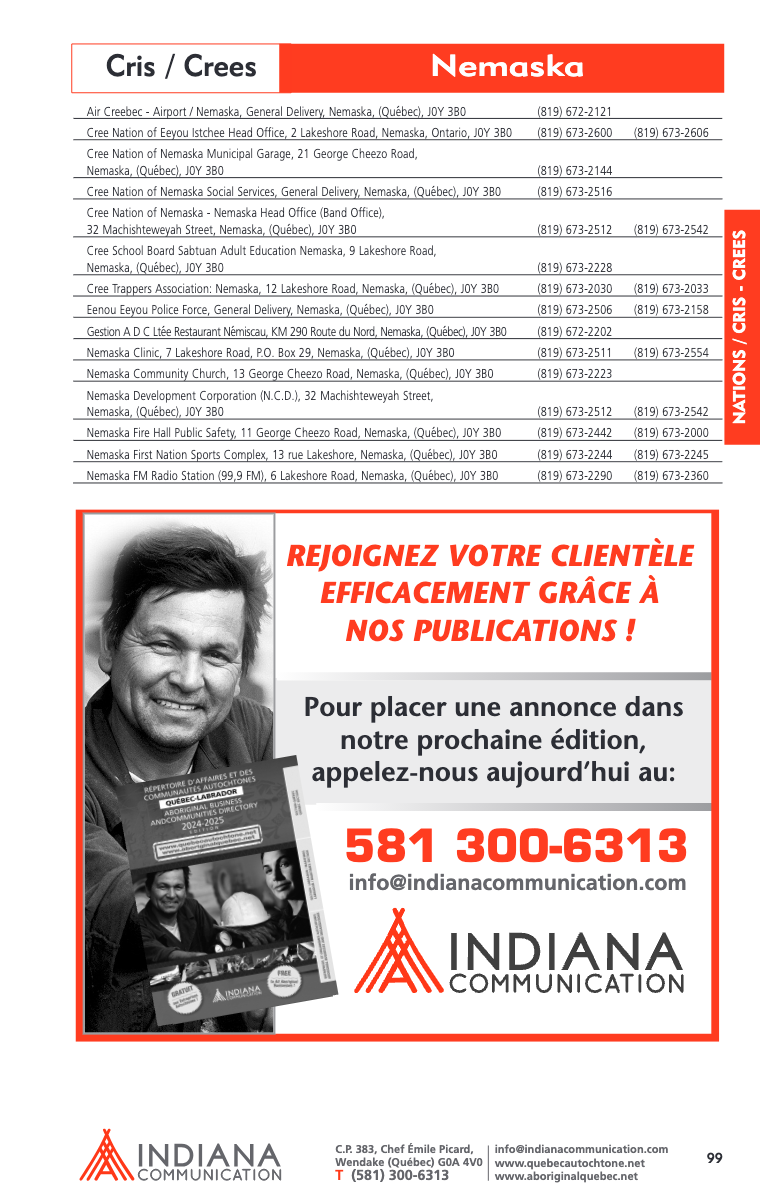 Cris / Crees
Nemaska
Air Creebec - Airport / Nemaska, General Delivery, Nemaska, (Québec), J0Y 3B0 (819) 672-2121
Cree Nation of Eeyou Istchee Head Office, 2 Lakeshore Road, Nemaska, Ontario, J0Y 3B0 (819) 673-2600 (819) 673-2606
Cree Nation of Nemaska Municipal Garage, 21 George Cheezo Road,
Nemaska, (Québec), J0Y 3B0 (819) 673-2144
Cree Nation of Nemaska Social Services, General Delivery, Nemaska, (Québec), J0Y 3B0 (819) 673-2516
Cree Nation of Nemaska - Nemaska Head Office (Band Office),
32 Machishteweyah Street, Nemaska, (Québec), J0Y 3B0 (819) 673-2512 (819) 673-2542
Cree School Board Sabtuan Adult Education Nemaska, 9 Lakeshore Road,
Nemaska, (Québec), J0Y 3B0 (819) 673-2228
Cree Trappers Association: Nemaska, 12 Lakeshore Road, Nemaska, (Québec), J0Y 3B0 (819) 673-2030 (819) 673-2033
Eenou Eeyou Police Force, General Delivery, Nemaska, (Québec), J0Y 3B0 (819) 673-2506 (819) 673-2158
Gestion A D C Ltée Restaurant Némiscau, KM 290 Route du Nord, Nemaska, (Québec), J0Y 3B0 (819) 672-2202
Nemaska Clinic, 7 Lakeshore Road, P.O. Box 29, Nemaska, (Québec), J0Y 3B0 (819) 673-2511 (819) 673-2554
Nemaska Community Church, 13 George Cheezo Road, Nemaska, (Québec), J0Y 3B0 (819) 673-2223
Nemaska Development Corporation (N.C.D.), 32 Machishteweyah Street,
Nemaska, (Québec), J0Y 3B0 (819) 673-2512 (819) 673-2542
Nemaska Fire Hall Public Safety, 11 George Cheezo Road, Nemaska, (Québec), J0Y 3B0 (819) 673-2442 (819) 673-2000
Nemaska First Nation Sports Complex, 13 rue Lakeshore, Nemaska, (Québec), J0Y 3B0 (819) 673-2244 (819) 673-2245
Nemaska FM Radio Station (99,9 FM), 6 Lakeshore Road, Nemaska, (Québec), J0Y 3B0 (819) 673-2290 (819) 673-2360
NATIONS / CRIS - CREES
REJOIGNEZ VOTRE CLIENTÈLE
EFFICACEMENT GRÂCE À
NOS PUBLICATIONS !
Pour placer une annonce dans
notre prochaine édition,
appelez-nous aujourd'hui au:
581 300-6313
info@indianacommunication.com
INDIANA
COMMUNICATION
RÉPERTOIRE D'AFFAIRES ET DES
COMMUNAUTÉS AUTOCHTONES
QUÉBEC-LABRADOR
ABORIGINAL BUSINESS
ANDCOMMUNITIES DIRECTORY
2024-2025
EDITION
www.quebecautochtone.net
www.aboriginalquebec.net
GRATUIT
FREE
INDIANA
COMMUNICATION
INDIANA
COMMUNICATION
C.P. 383, Chef Émile Picard,
Wendake (Québec) G0A 4V0
T (581) 300-6313
info@indianacommunication.com
www.quebecautochtone.net
www.aboriginalquebec.net
99